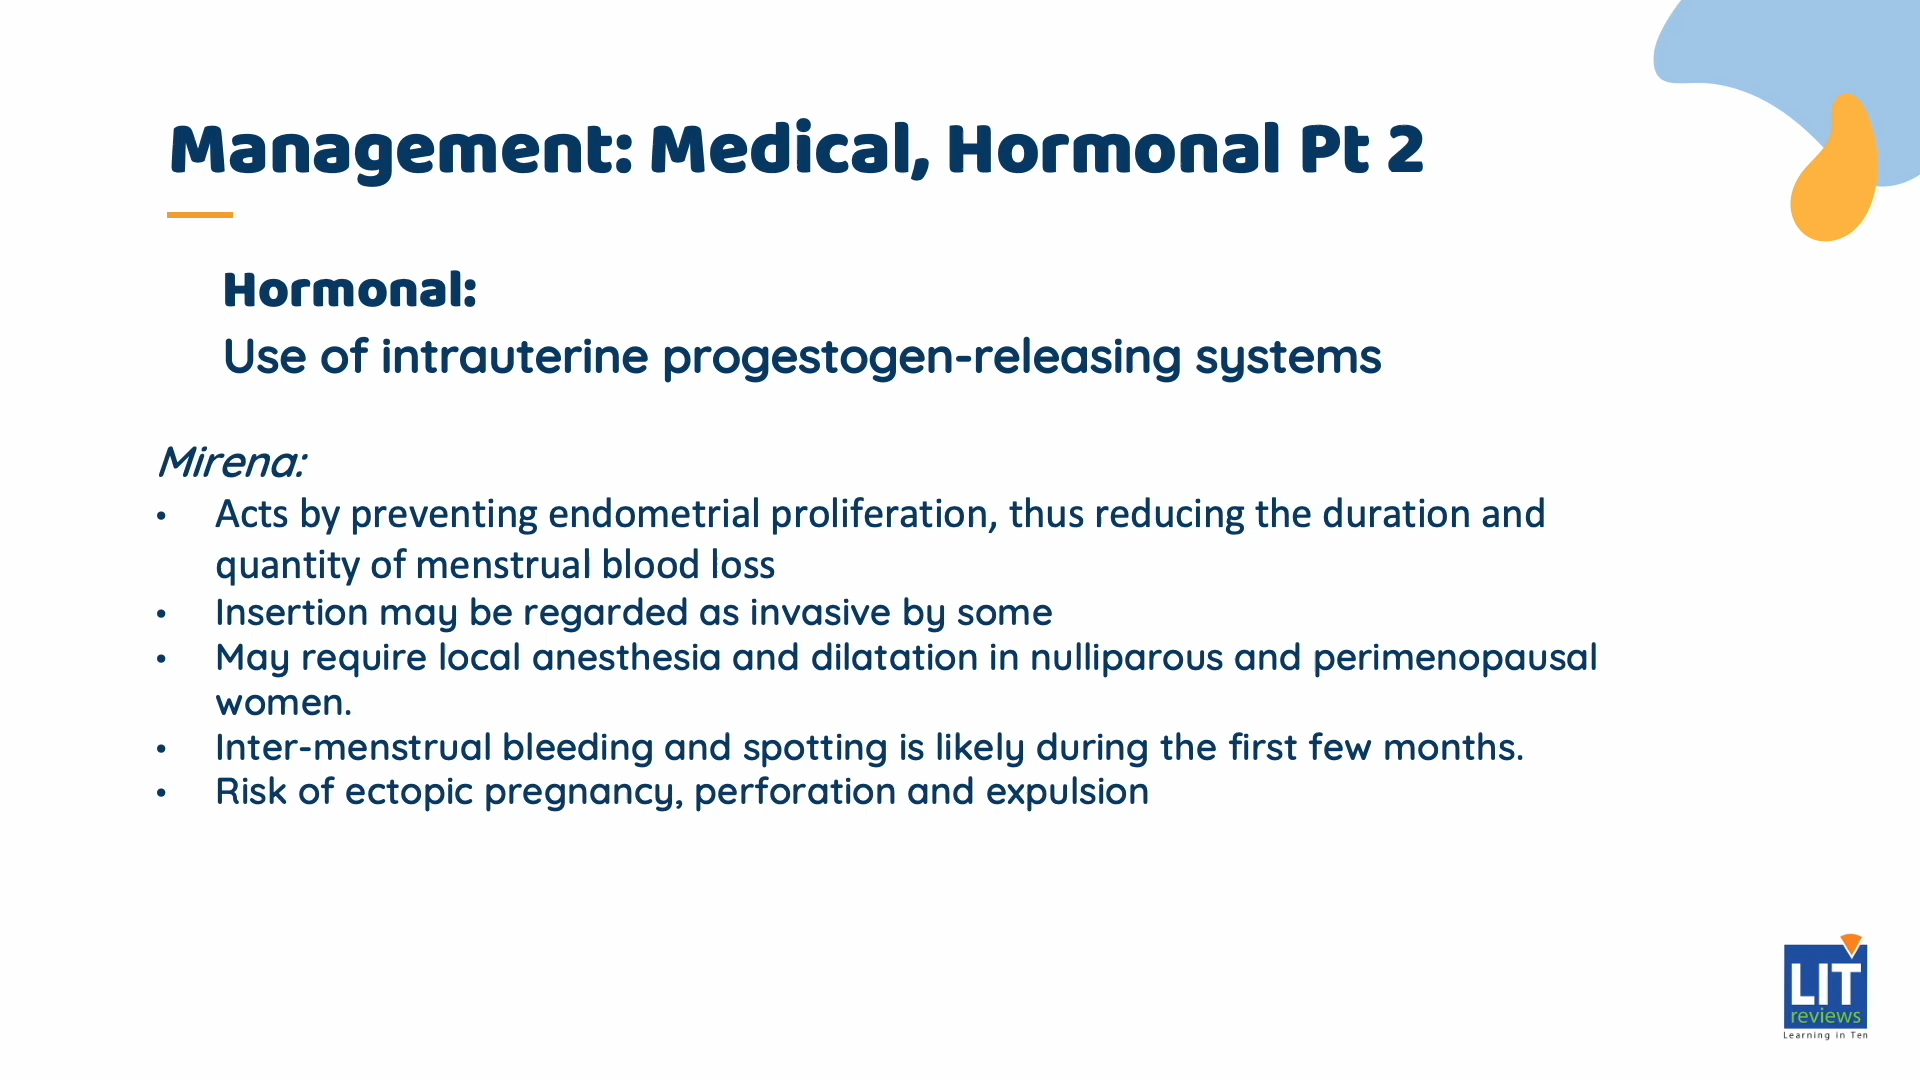 Management: Medical, Hormonal Pt 2
Hormonal:
Use of intrauterine progestogen-releasing systems
Mirena:
• Acts by preventing endometrial proliferation, thus reducing the duration and
quantity of menstrual blood loss
• Insertion may be regarded as invasive by some
• May require local anesthesia and dilatation in nulliparous and perimenopausal
women.
• Inter-menstrual bleeding and spotting is likely during the first few months.
• Risk of ectopic pregnancy, perforation and expulsion
LIT
reviews
Learning in Ten